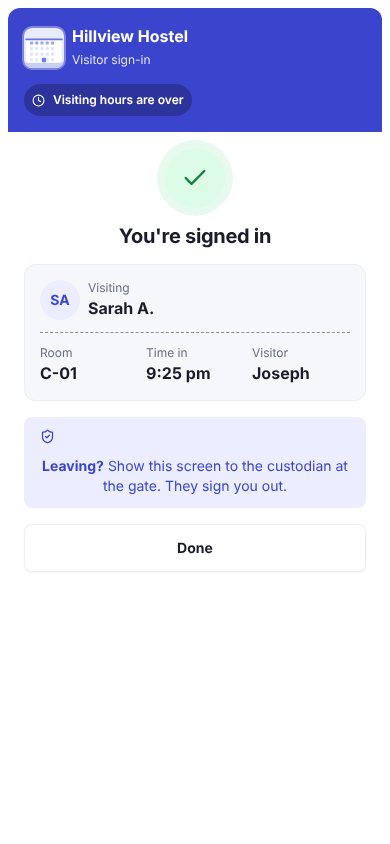 Hillview Hostel
Visitor sign-in
Visiting hours are over
You're signed in
SA
Visiting
Sarah A.
Room
Time in
Visitor
C-01
9:25 pm
Joseph
Leaving? Show this screen to the custodian at
the gate. They sign you out.
Done